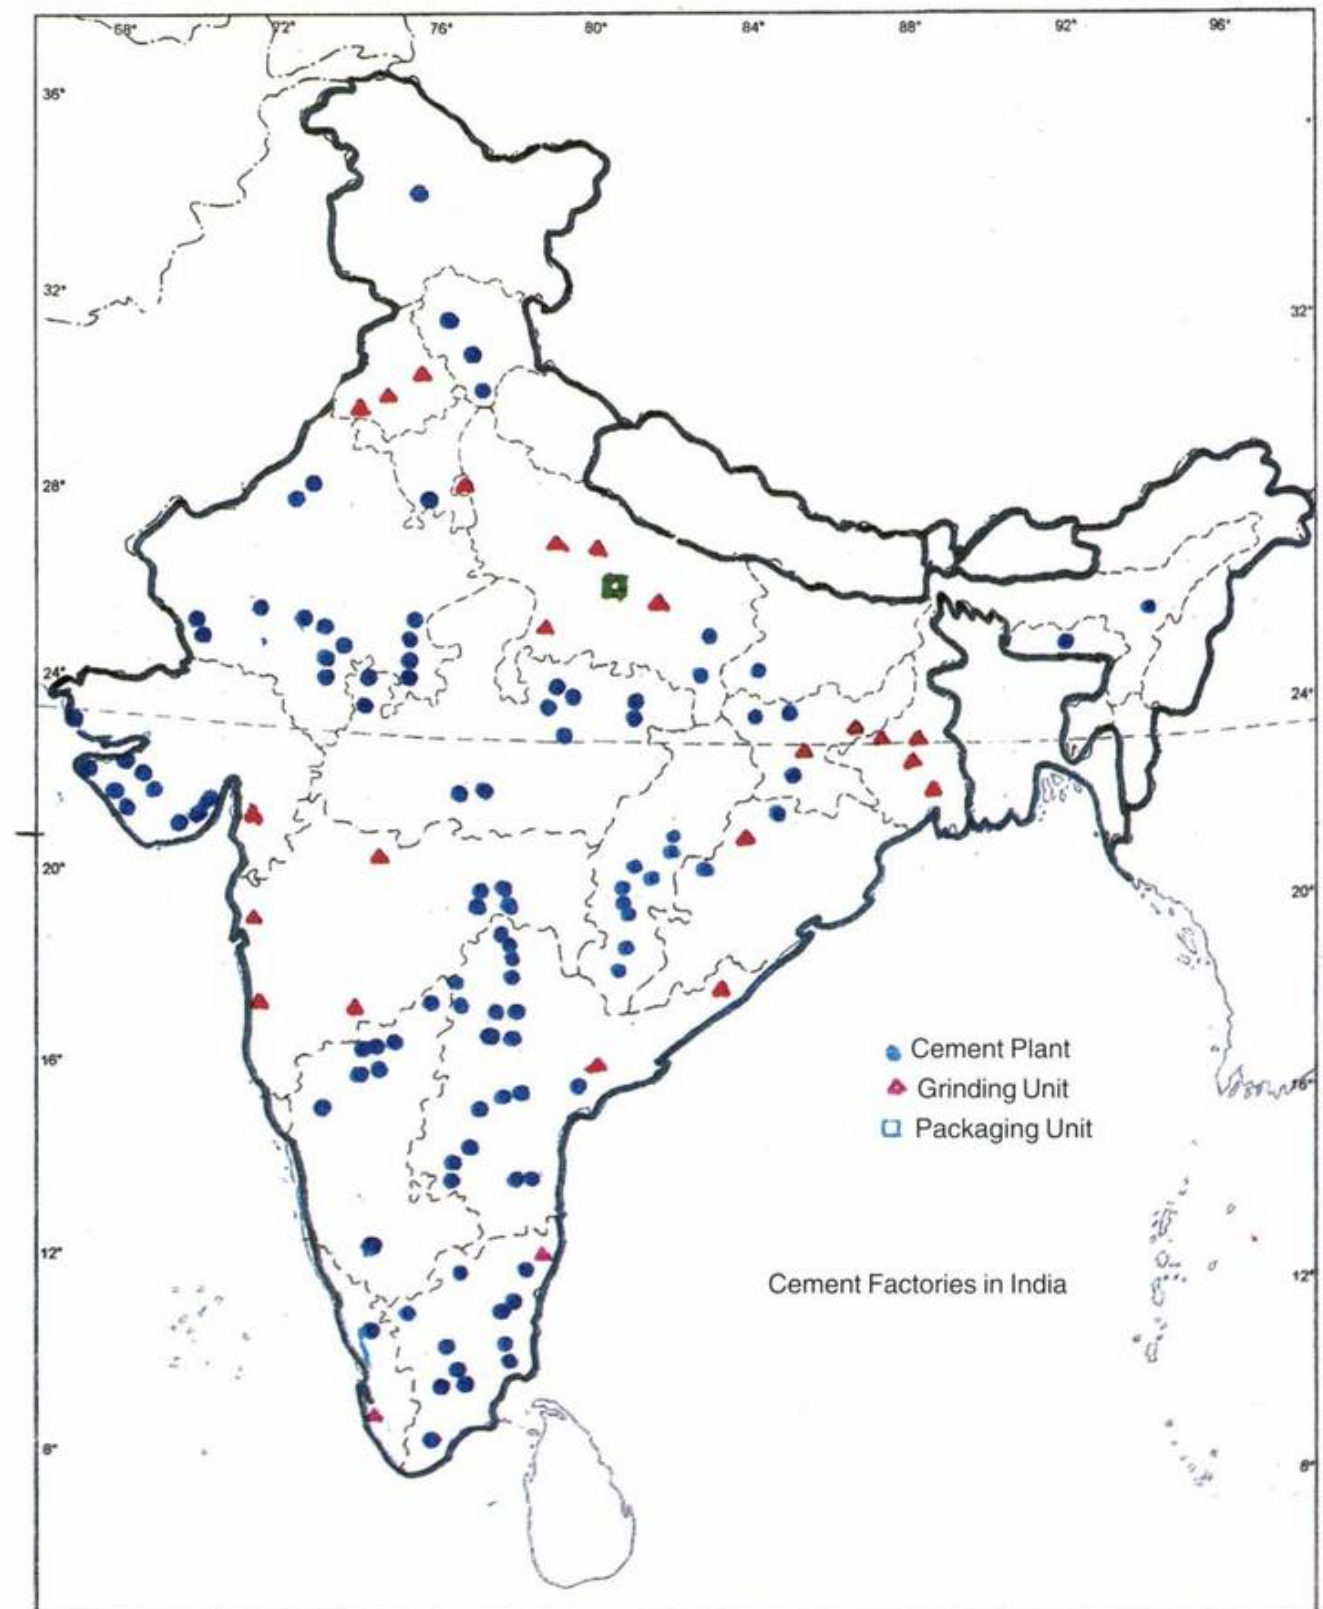 68° 72° 76° 80° 84° 88° 92° 96°
36°
32° 32°
28°
24° 24°
20° 20°
16° 16°
12° 12°
8° 8°
Cement Plant
Grinding Unit
Packaging Unit
Cement Factories in India